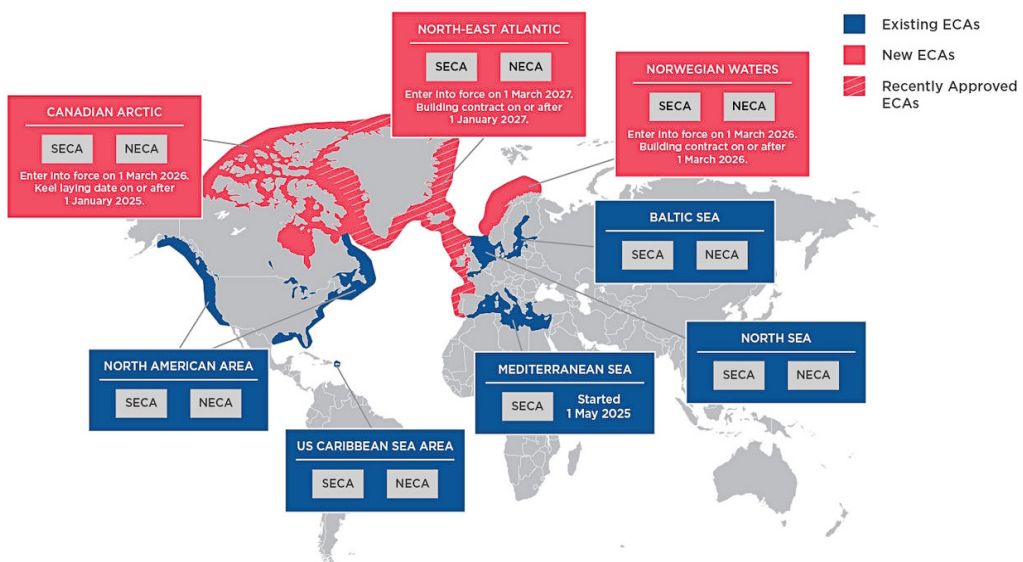 NORTH-EAST ATLANTIC
SECA NECA
Enter into force on 1 March 2027.
Building contract on or after
1 January 2027.
Existing ECAs
New ECAs
Recently Approved
ECAs
NORWEGIAN WATERS
SECA NECA
Enter into force on 1 March 2026.
Building contract on or after
1 March 2026.
CANADIAN ARCTIC
SECA NECA
Enter into force on 1 March 2026.
Keel laying date on or after
1 January 2025.
BALTIC SEA
SECA NECA
NORTH SEA
SECA NECA
NORTH AMERICAN AREA
SECA NECA
MEDITERRANEAN SEA
SECA Started
1 May 2025
US CARIBBEAN SEA AREA
SECA NECA